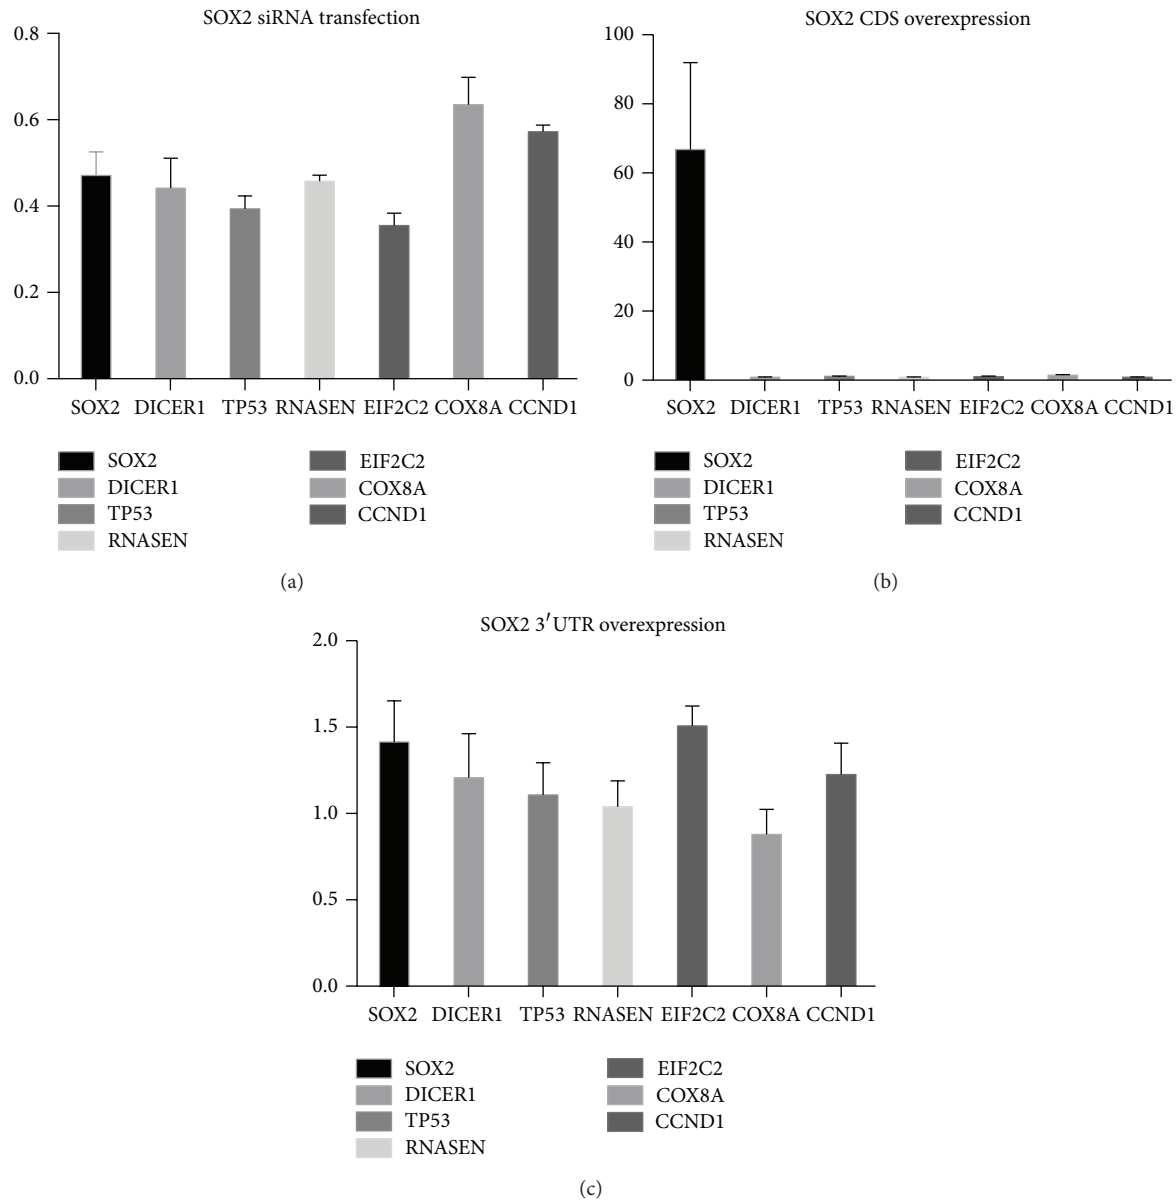 SOX2 siRNA transfection
0.8
0.6
0.4
0.2
0.0
SOX2 DICER1 TP53 RNASEN EIF2C2 COX8A CCND1
SOX2
DICER1
TP53
RNASEN
EIF2C2
COX8A
CCND1
(a)
SOX2 CDS overexpression
100
80
60
40
20
0
SOX2 DICER1 TP53 RNASEN EIF2C2 COX8A CCND1
SOX2
DICER1
TP53
RNASEN
EIF2C2
COX8A
CCND1
(b)
SOX2 3′UTR overexpression
2.0
1.5
1.0
0.5
0.0
SOX2 DICER1 TP53 RNASEN EIF2C2 COX8A CCND1
SOX2
DICER1
TP53
RNASEN
EIF2C2
COX8A
CCND1
(c)